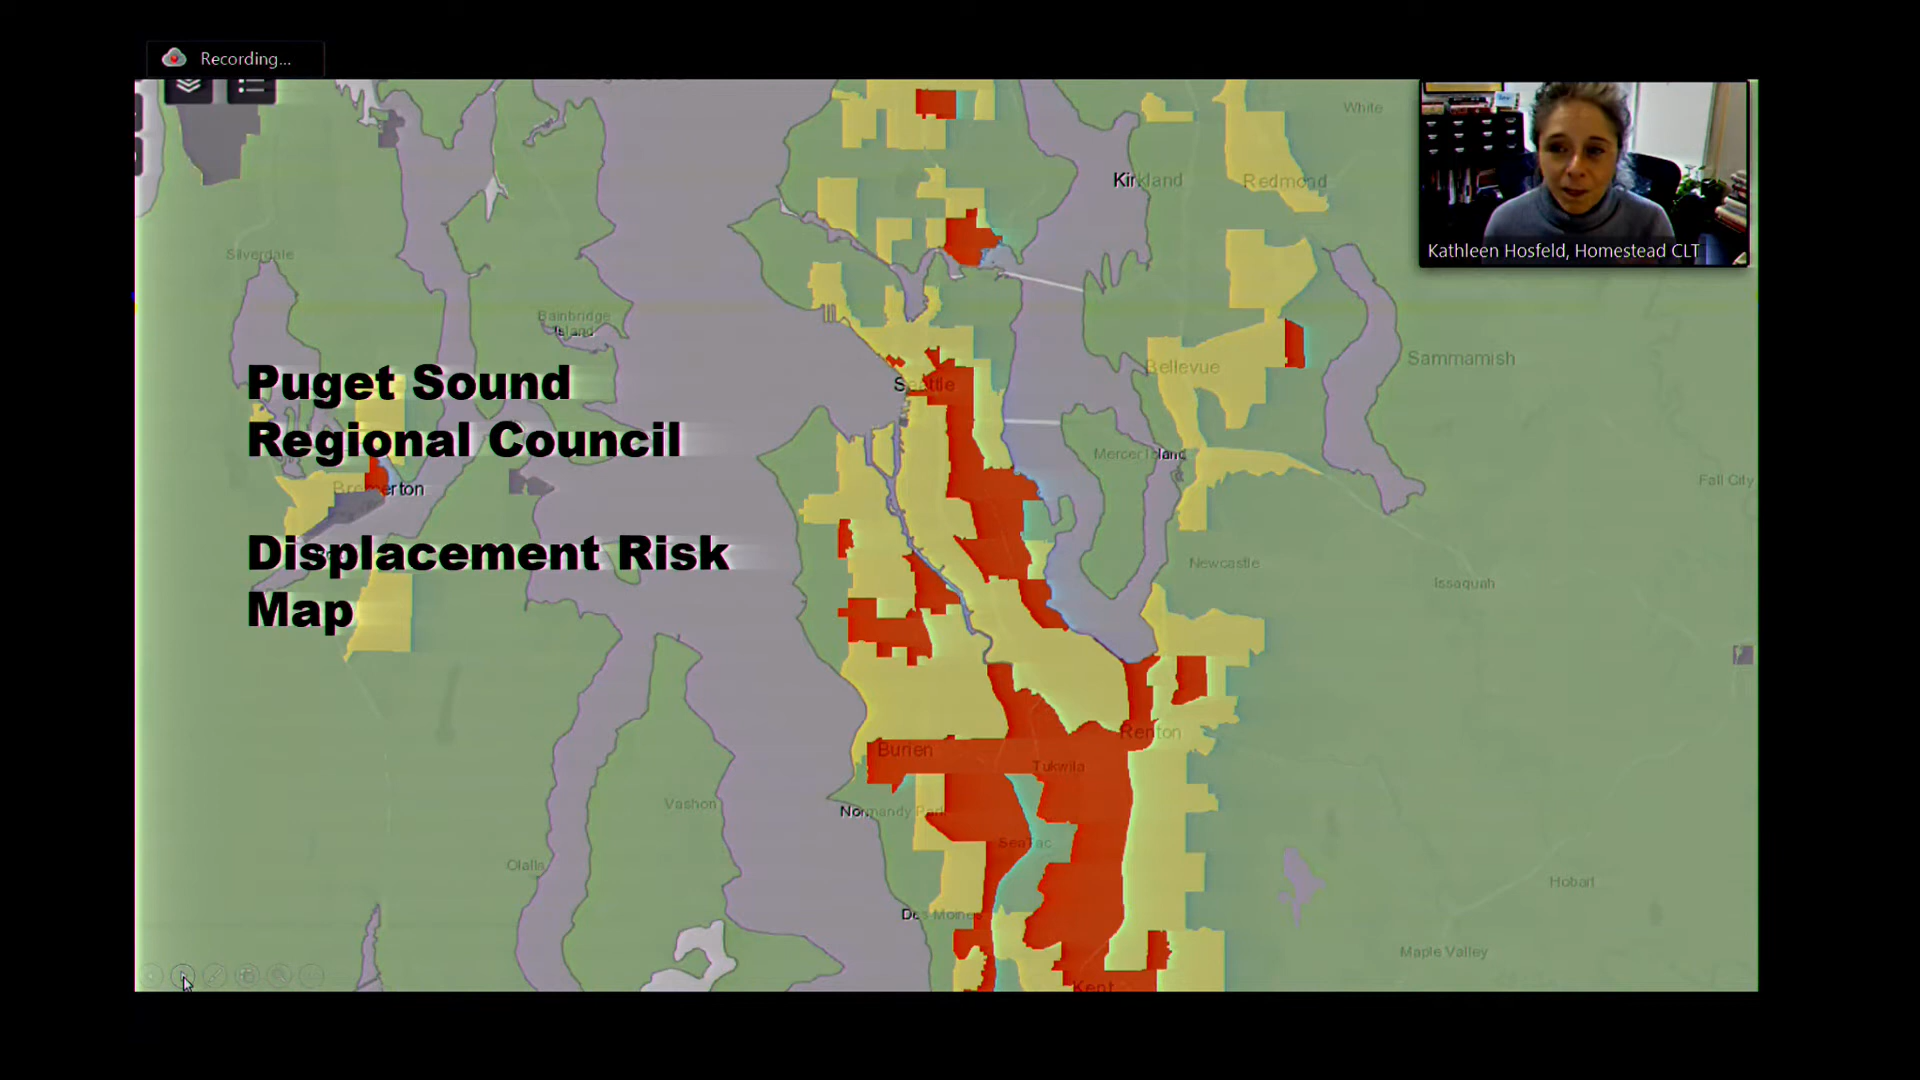 Recording...
White
Kirkland
Redmond
Kathleen Hosfeld, Homestead CLT
Silverdale
Bainbridge
Island
Sammamish
Bellevue
Seattle
Puget Sound
Regional Council
Mercer Island
Fall City
Bremerton
Displacement Risk
Map
Newcastle
Issaquah
Renton
Burien
Tukwila
Vashon
Normandy Park
SeaTac
Olalla
Hobart
Des Moines
Maple Valley
Kent